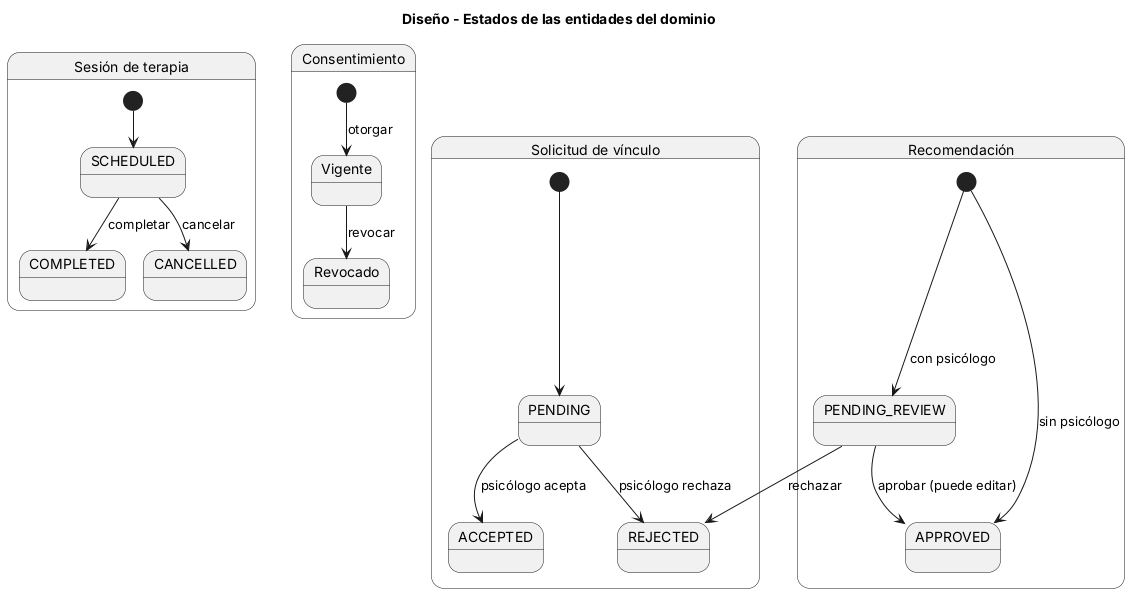 Diseño - Estados de las entidades del dominio
Sesión de terapia
SCHEDULED
completar
cancelar
COMPLETED
CANCELLED
Consentimiento
otorgar
Vigente
revocar
Revocado
Solicitud de vínculo
PENDING
psicólogo acepta
psicólogo rechaza
ACCEPTED
REJECTED
Recomendación
con psicólogo
sin psicólogo
PENDING_REVIEW
rechazar
aprobar (puede editar)
APPROVED